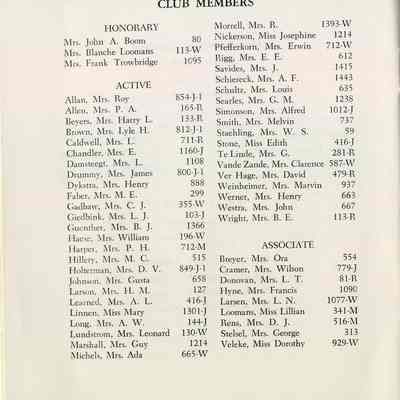 CLUB MEMBERS
HONORARY
Mrs. John A. Boom 80
Mrs. Blanche Loomans 113-W
Mrs. Frank Trowbridge 1095
ACTIVE
Allan, Mrs. Roy 854-J-1
Allen, Mrs. P. A. 165-R
Beyers, Mrs. Harry L. 133-R
Brown, Mrs. Lyle H. 812-J-1
Caldwell, Mrs. L. 711-R
Chandler, Mrs. E. 1160-J
Damsteegt, Mrs. L. 1108
Drummy, Mrs. James 800-J-1
Dykstra, Mrs. Henry 888
Faber, Mrs. M. E. 299
Gadbaw, Mrs. C. J. 355-W
Giedbink, Mrs. L. J. 103-J
Guenther, Mrs. B. J. 1366
Haese, Mrs. William 196-W
Harper, Mrs. P. H. 712-M
Hillery, Mrs. M. C. 515
Holterman, Mrs. D. V. 849-J-1
Johnson, Mrs. Gusta 658
Larson, Mrs. H. M. 127
Learned, Mrs. A. L. 416-J
Linnen, Miss Mary 1301-J
Long, Mrs. A. W. 144-J
Lundstrom, Mrs. Leonard 130-W
Marshall, Mrs. Guy 1214
Michels, Mrs. Ada 665-W
Morrell, Mrs. R. 1393-W
Nickerson, Miss Josephine 1214
Pfefferkorn, Mrs. Erwin 712-W
Rigg, Mrs. E. E. 612
Savides, Mrs. J. 1415
Schiereck, Mrs. A. F. 1443
Schultz, Mrs. Louis 635
Searles, Mrs. G. M. 1238
Simonson, Mrs. Alfred 1012-J
Smith, Mrs. Melvin 737
Staehling, Mrs. W. S. 59
Stone, Miss Edith 416-J
Te Linde, Mrs. G. 281-R
Vande Zande, Mrs. Clarence 587-W
Ver Hage, Mrs. David 479-R
Weinheimer, Mrs. Marvin 937
Werner, Mrs. Henry 663
Westra, Mrs. John 667
Wright, Mrs. B. E. 113-R
ASSOCIATE
Breyer, Mrs. Ora 554
Cramer, Mrs. Wilson 779-J
Donovan, Mrs. L. T. 81-R
Hyne, Mrs. Francis 1090
Larsen, Mrs. L. N. 1077-W
Loomans, Miss Lillian 341-M
Rens, Mrs. D. J. 516-M
Stelsel, Mrs. George 313
Veleke, Miss Dorothy 929-W